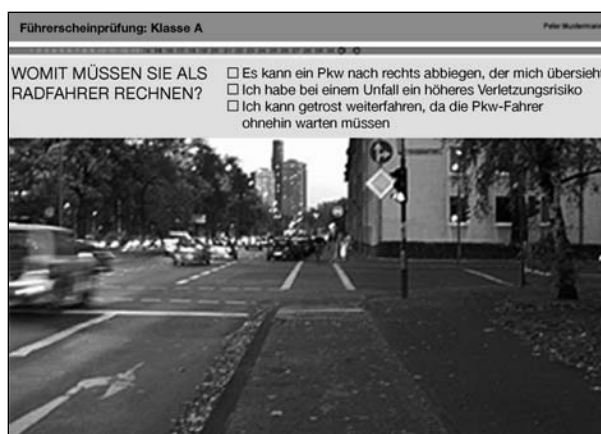 Führerscheinprüfung: Klasse A
Peter Mustermann
WOMIT MÜSSEN SIE ALS
RADFAHRER RECHNEN?
☐ Es kann ein Pkw nach rechts abbiegen, der mich übersieht
☐ Ich habe bei einem Unfall ein höheres Verletzungsrisiko
☐ Ich kann getrost weiterfahren, da die Pkw-Fahrer
ohnehin warten müssen